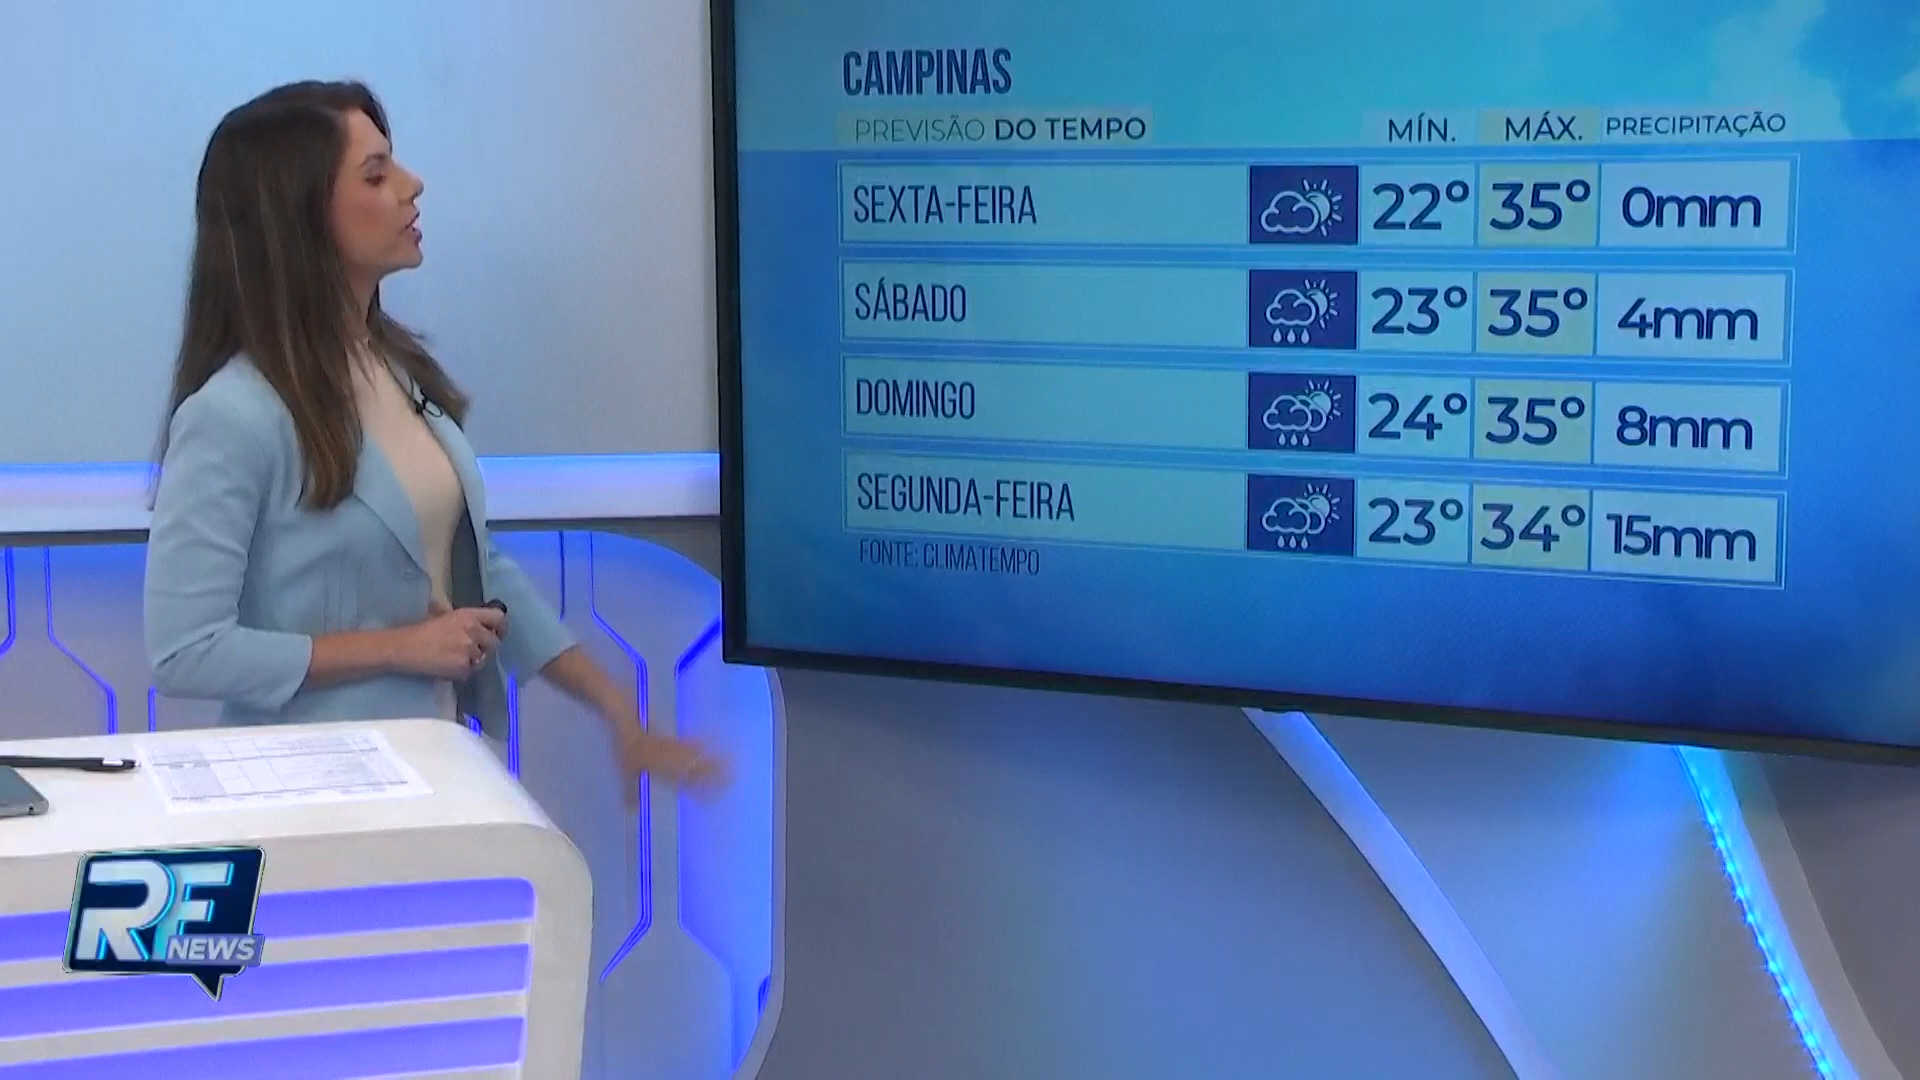 CAMPINAS
PREVISÃO DO TEMPO MÍN. MÁX. PRECIPITAÇÃO
SEXTA-FEIRA 22° 35° 0mm
SÁBADO 23° 35° 4mm
DOMINGO 24° 35° 8mm
SEGUNDA-FEIRA 23° 34° 15mm
FONTE: CLIMATEMPO
RF NEWS